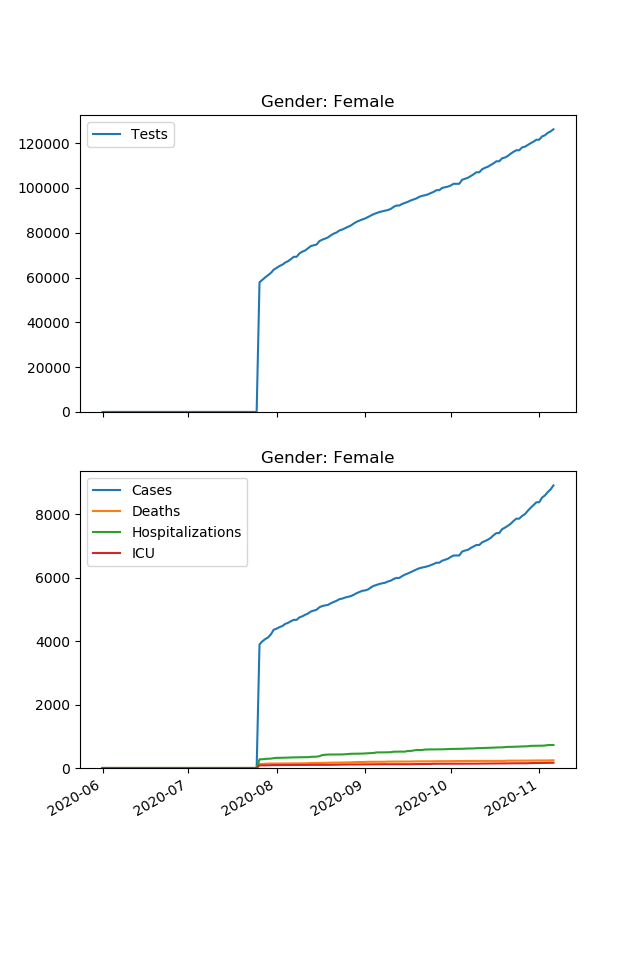 Gender: Female
Tests
120000
100000
80000
60000
40000
20000
0
Gender: Female
Cases
Deaths
Hospitalizations
ICU
8000
6000
4000
2000
0
2020-06 2020-07 2020-08 2020-09 2020-10 2020-11